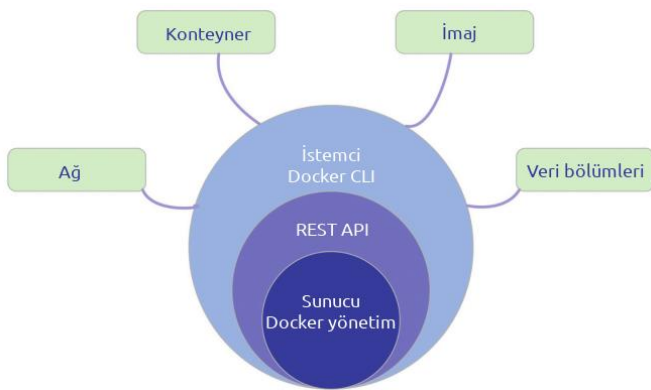 Konteyner
İmaj
Ağ
Veri bölümleri
İstemci
Docker CLI
REST API
Sunucu
Docker yönetim